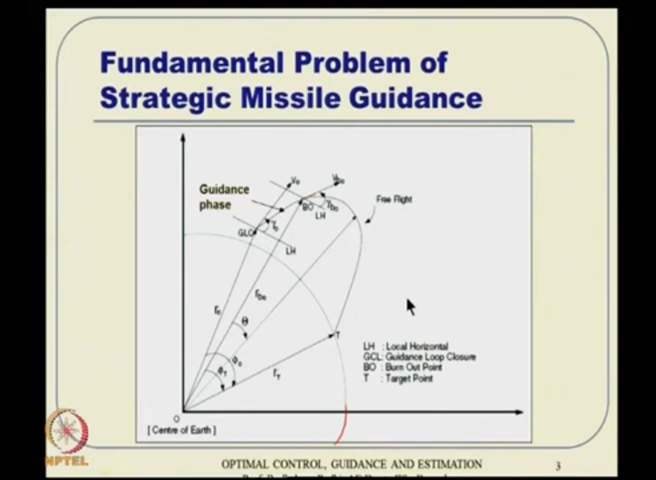 Fundamental Problem of
Strategic Missile Guidance
Guidance
phase
GLC
BO
LH
LH
Free Flight
Θ
T
LH : Local Horizontal
GCL: Guidance Loop Closure
BO : Burn Out Point
T : Target Point
O
[ Centre of Earth ]
NPTEL
OPTIMAL CONTROL, GUIDANCE AND ESTIMATION
3